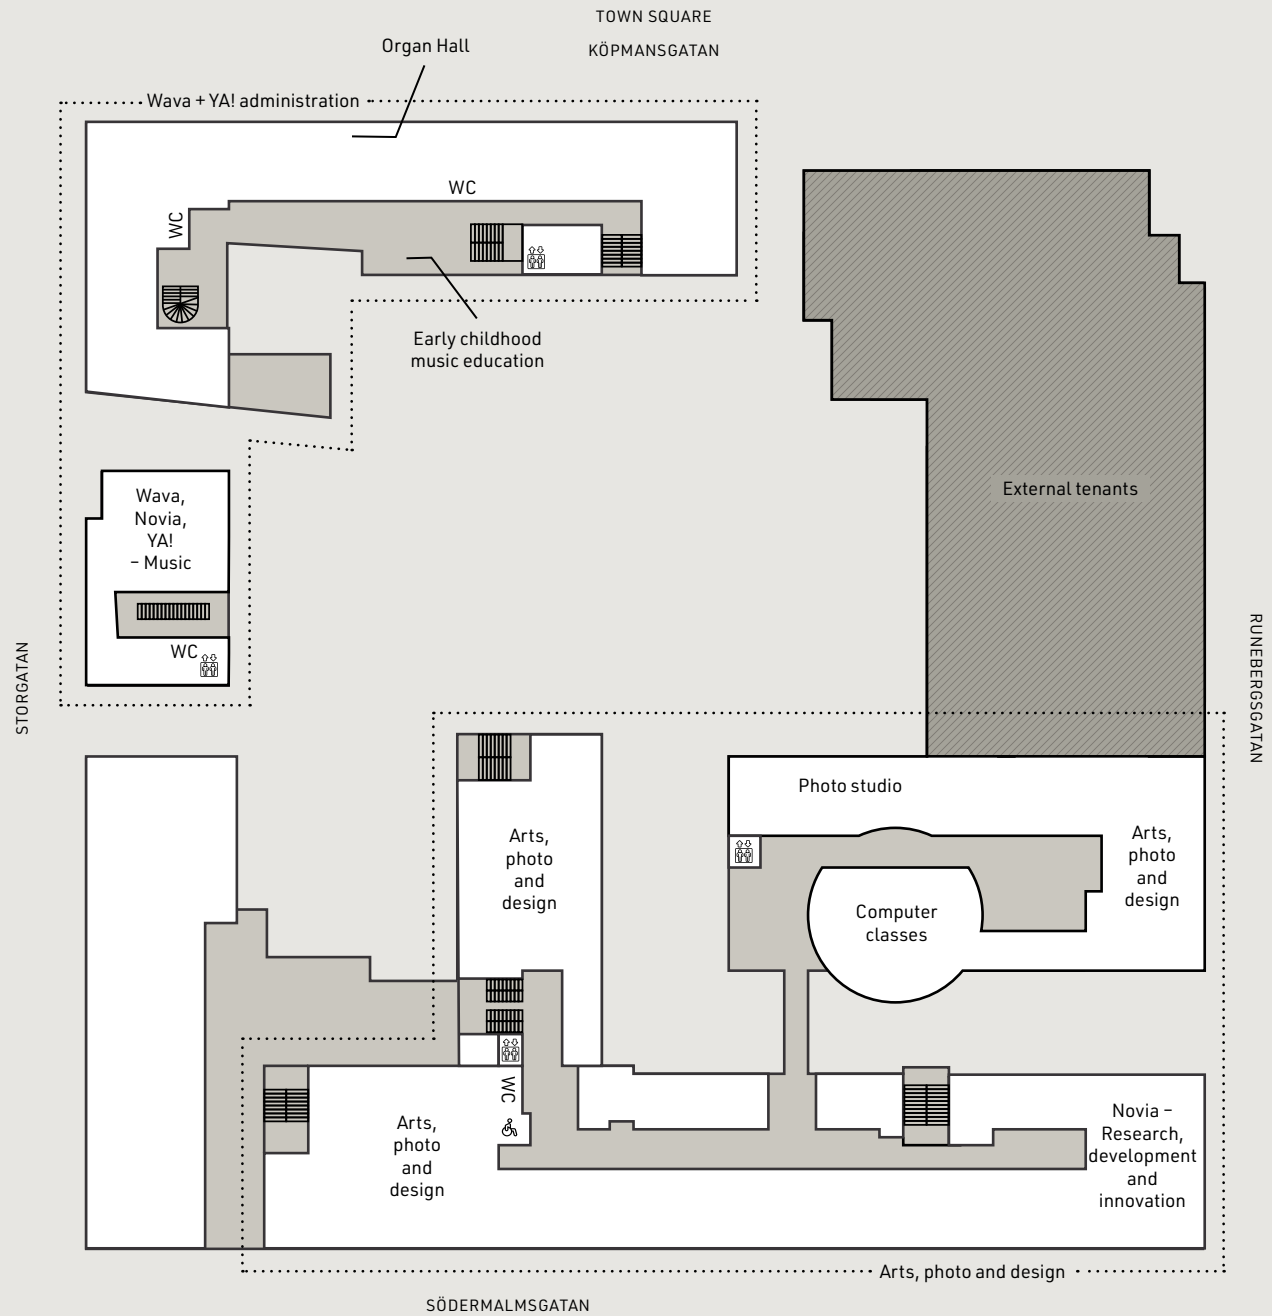 TOWN SQUARE
KÖPMANSGATAN
Organ Hall
Wava + YA! administration
WC
WC
Early childhood
music education
External tenants
Wava,
Novia,
YA!
– Music
WC
STORGATAN
RUNEBERGSGATAN
Photo studio
Arts,
photo
and
design
Arts,
photo
and
design
Computer
classes
WC
Arts,
photo
and
design
Novia –
Research,
development
and
innovation
Arts, photo and design
SÖDERMALMSGATAN